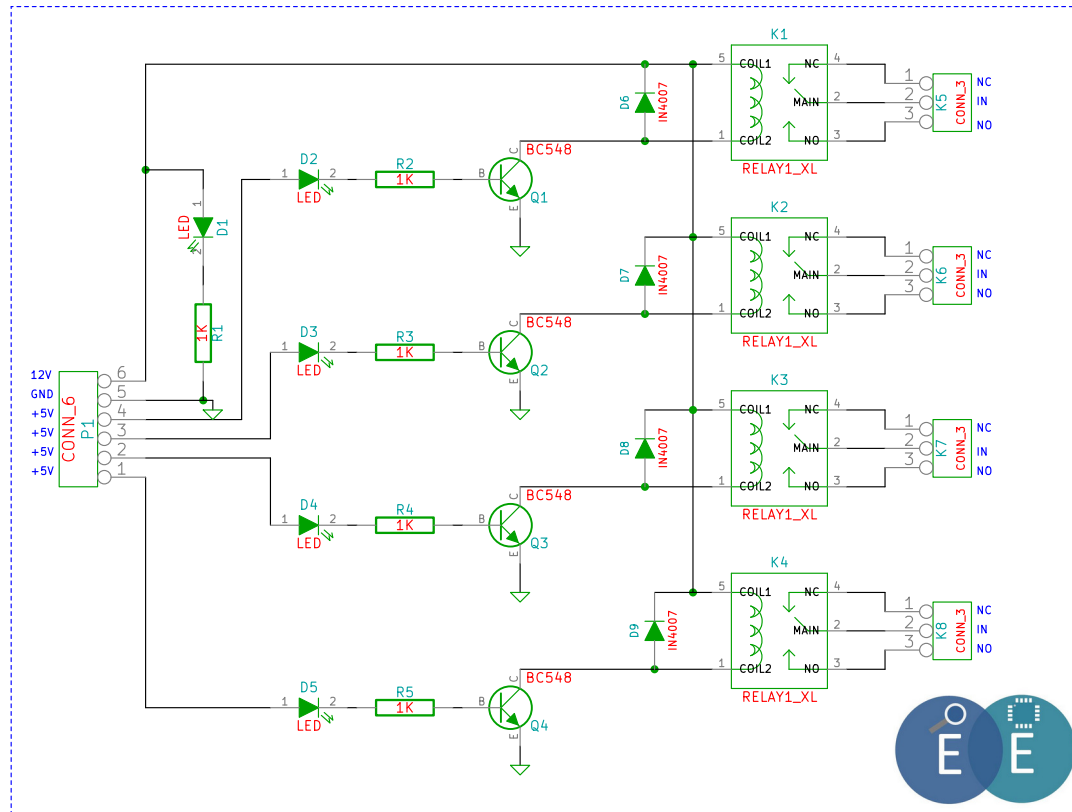 K1
5 COIL1 NC 4
MAIN 2
1 COIL2 NO 3
RELAY1_XL
D6 1N4007
1 NC
2 IN
3 NO
K5 CONN_3
D2
1 2
LED
R2
1K
B C E
BC548
Q1
1
LED D1
2
1K R1
K2
5 COIL1 NC 4
MAIN 2
1 COIL2 NO 3
RELAY1_XL
D7 1N4007
1 NC
2 IN
3 NO
K6 CONN_3
D3
1 2
LED
R3
1K
B C E
BC548
Q2
12V 6
GND 5
+5V 4
+5V 3
+5V 2
+5V 1
CONN_6 P1
K3
5 COIL1 NC 4
MAIN 2
1 COIL2 NO 3
RELAY1_XL
D8 1N4007
1 NC
2 IN
3 NO
K7 CONN_3
D4
1 2
LED
R4
1K
B C E
BC548
Q3
K4
5 COIL1 NC 4
MAIN 2
1 COIL2 NO 3
RELAY1_XL
D9 1N4007
1 NC
2 IN
3 NO
K8 CONN_3
D5
1 2
LED
R5
1K
B C E
BC548
Q4
E E